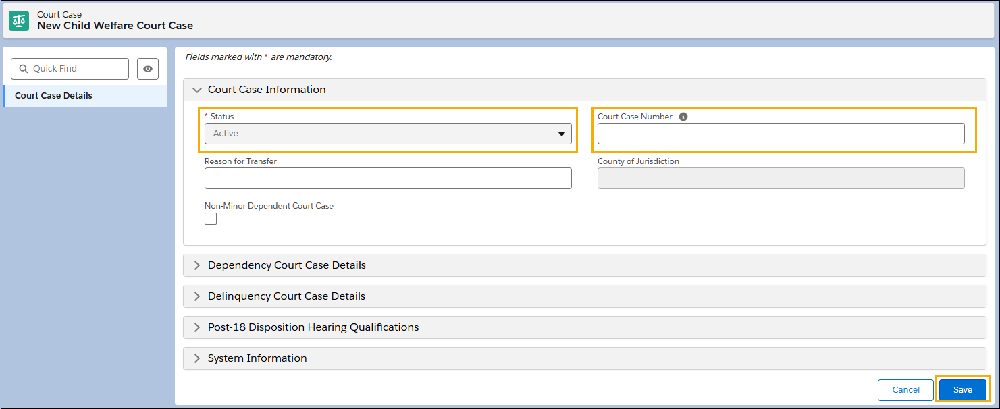 Court Case
New Child Welfare Court Case
Quick Find
Court Case Details
Fields marked with * are mandatory.
Court Case Information
* Status
Active
Court Case Number
Reason for Transfer
County of Jurisdiction
Non-Minor Dependent Court Case
Dependency Court Case Details
Delinquency Court Case Details
Post-18 Disposition Hearing Qualifications
System Information
Cancel
Save